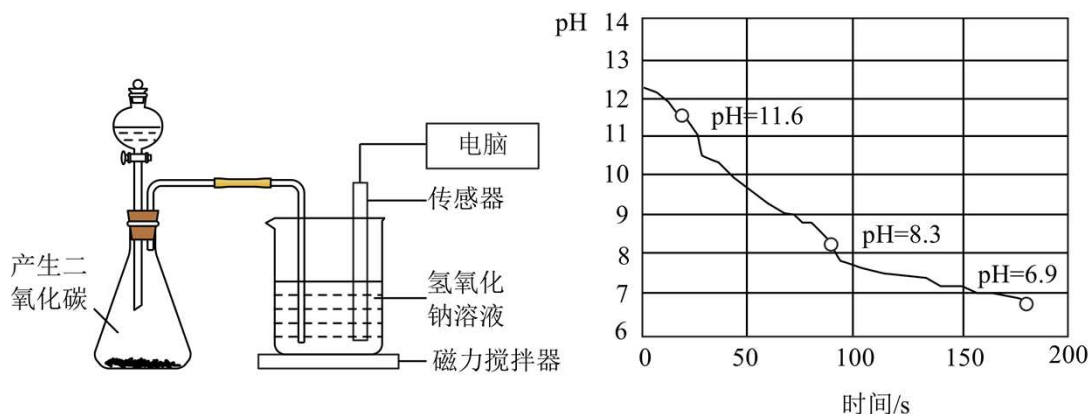 产生二
氧化碳
电脑
传感器
氢氧化
钠溶液
磁力搅拌器
pH 14
13
12
11
10
9
8
7
6
pH=11.6
pH=8.3
pH=6.9
0 50 100 150 200
时间/s